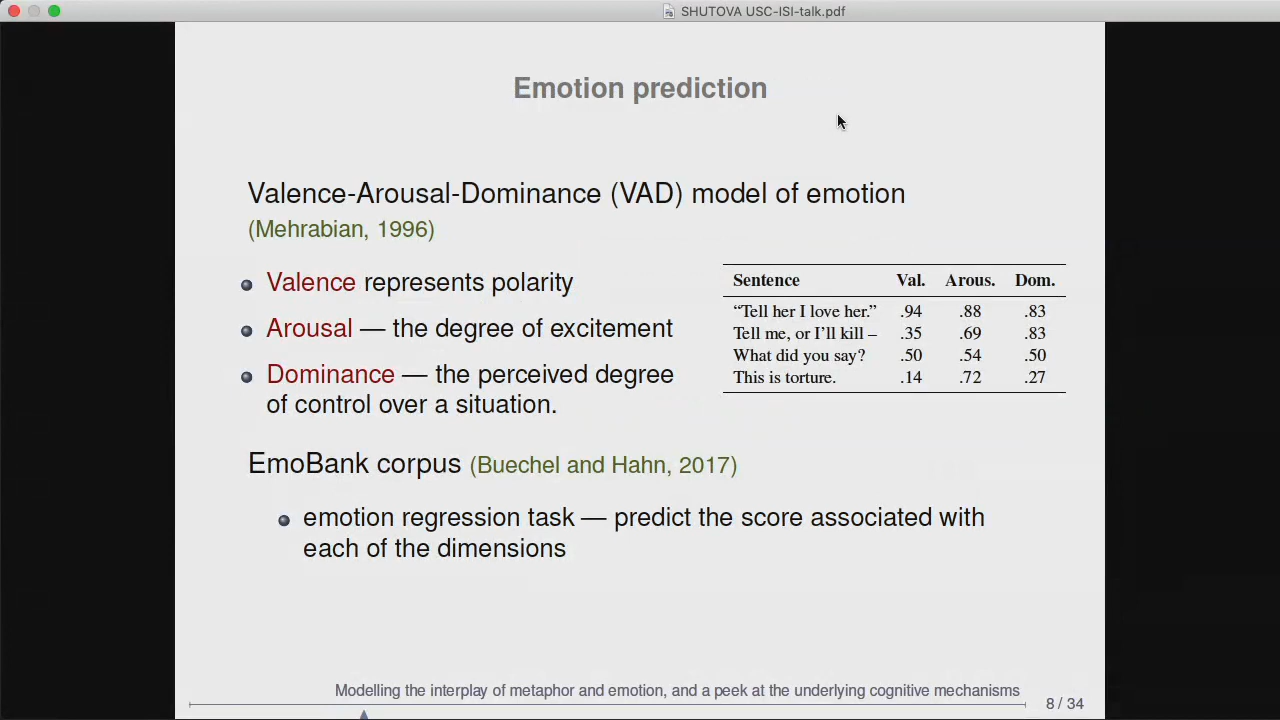 SHUTOVA USC-ISI-talk.pdf
Emotion prediction
Valence-Arousal-Dominance (VAD) model of emotion
(Mehrabian, 1996)
Valence represents polarity
Arousal — the degree of excitement
Dominance — the perceived degree
of control over a situation.
Sentence Val. Arous. Dom.
“Tell her I love her.” .94 .88 .83
Tell me, or I’ll kill – .35 .69 .83
What did you say? .50 .54 .50
This is torture. .14 .72 .27
EmoBank corpus (Buechel and Hahn, 2017)
emotion regression task — predict the score associated with
each of the dimensions
Modelling the interplay of metaphor and emotion, and a peek at the underlying cognitive mechanisms
8 / 34